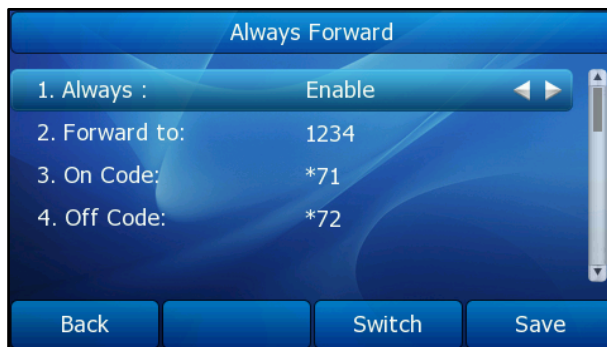 Always Forward
1. Always : Enable
2. Forward to: 1234
3. On Code: *71
4. Off Code: *72
Back Switch Save